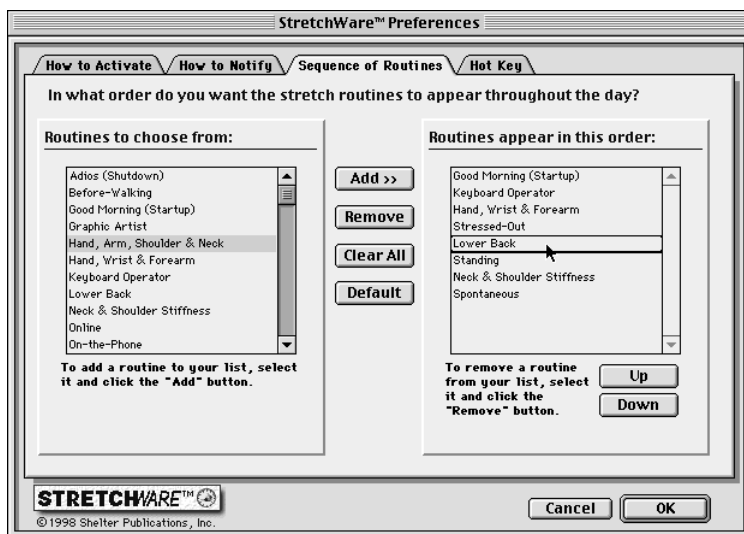 StretchWare™ Preferences
How to Activate
How to Notify
Sequence of Routines
Hot Key
In what order do you want the stretch routines to appear throughout the day?
Routines to choose from:
Adios (Shutdown)
Before-Walking
Good Morning (Startup)
Graphic Artist
Hand, Arm, Shoulder & Neck
Hand, Wrist & Forearm
Keyboard Operator
Lower Back
Neck & Shoulder Stiffness
Online
On-the-Phone
To add a routine to your list, select
it and click the "Add" button.
Add >>
Remove
Clear All
Default
Routines appear in this order:
Good Morning (Startup)
Keyboard Operator
Hand, Wrist & Forearm
Stressed-Out
Lower Back
Standing
Neck & Shoulder Stiffness
Spontaneous
To remove a routine
from your list, select
it and click the
"Remove" button.
Up
Down
STRETCHWARE™
©1998 Shelter Publications, Inc.
Cancel
OK